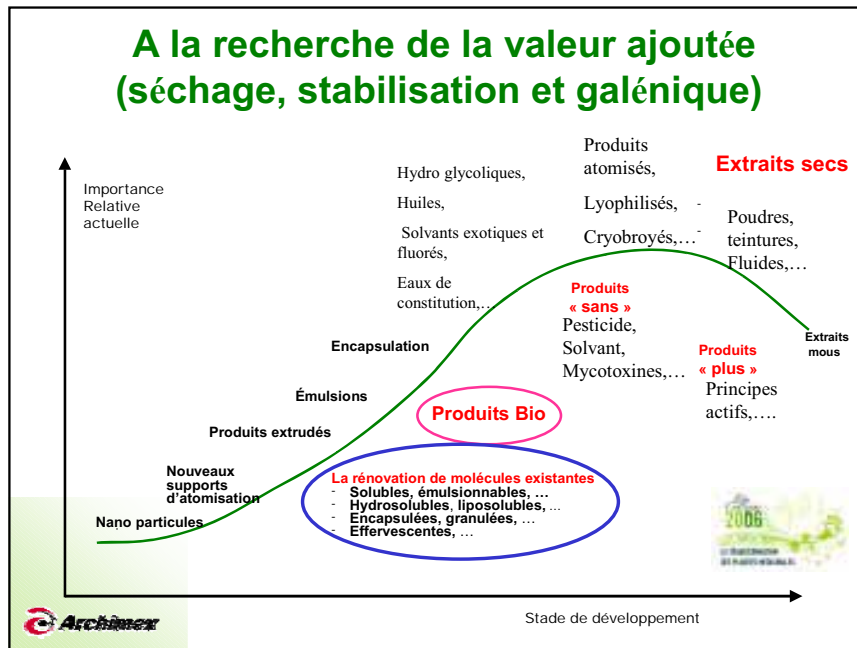 A la recherche de la valeur ajoutée
(séchage, stabilisation et galénique)
Importance
Relative
actuelle
Hydro glycoliques,
Huiles,
Solvants exotiques et
fluorés,
Eaux de
constitution,…
Produits
atomisés,
Lyophilisés,
Cryobroyés,…
Extraits secs
-
Poudres,
-
teintures,
Fluides,…
Produits
« sans »
Pesticide,
Solvant,
Mycotoxines,…
Produits
« plus »
Principes
actifs,….
Extraits
mous
Encapsulation
Émulsions
Produits extrudés
Nouveaux
supports
d'atomisation
Nano particules
Produits Bio
La rénovation de molécules existantes
- Solubles, émulsionnables, …
- Hydrosolubles, liposolubles, …
- Encapsulées, granulées, …
- Effervescentes, …
2006
Stade de développement
Archimex